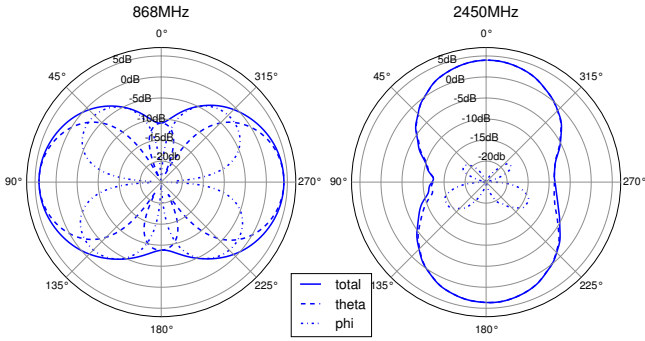 868MHz
2450MHz
0°
0°
5dB
5dB
45°
315°
45°
315°
0dB
0dB
-5dB
-5dB
-10dB
-10dB
-15dB
-15dB
-20db
-20dB
90°
270°
90°
270°
135°
225°
135°
225°
180°
180°
total
theta
phi